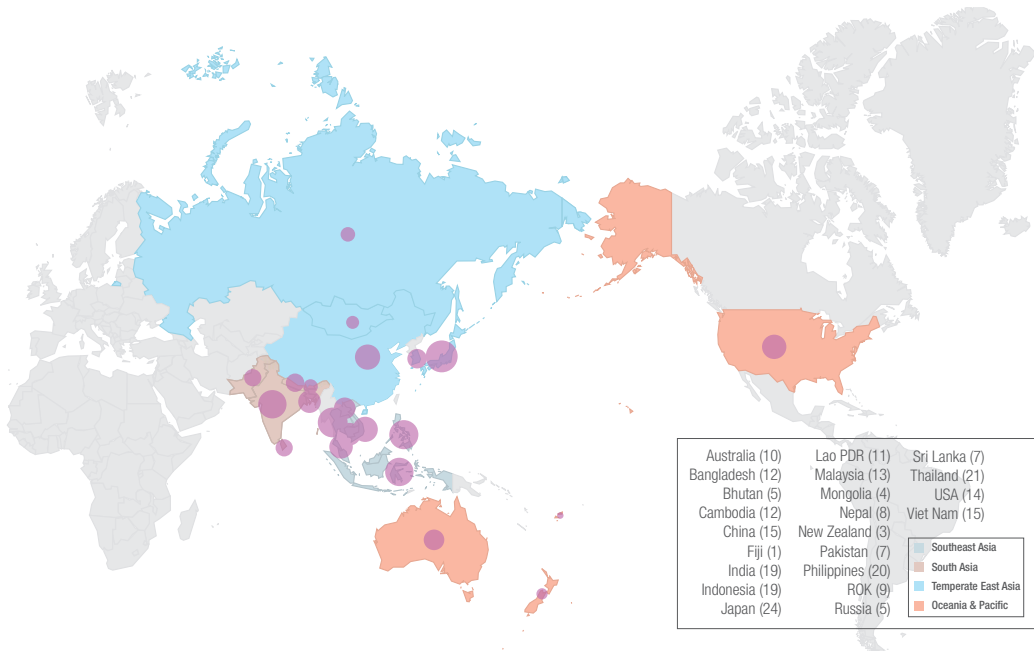 Australia (10)
Bangladesh (12)
Bhutan (5)
Cambodia (12)
China (15)
Fiji (1)
India (19)
Indonesia (19)
Japan (24)
Lao PDR (11)
Malaysia (13)
Mongolia (4)
Nepal (8)
New Zealand (3)
Pakistan (7)
Philippines (20)
ROK (9)
Russia (5)
Sri Lanka (7)
Thailand (21)
USA (14)
Viet Nam (15)
Southeast Asia
South Asia
Temperate East Asia
Oceania & Pacific